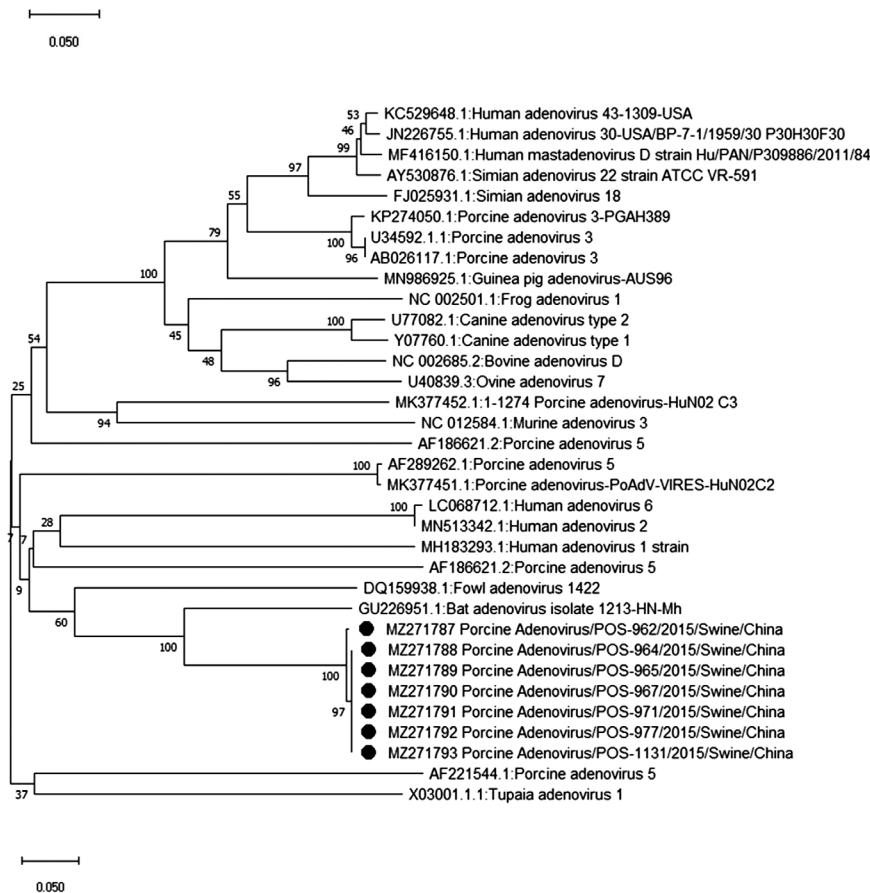 0.050
53
KC529648.1:Human adenovirus 43-1309-USA
46
JN226755.1:Human adenovirus 30-USA/BP-7-1/1959/30 P30H30F30
99
MF416150.1:Human mastadenovirus D strain Hu/PAN/P309886/2011/84
97
AY530876.1:Simian adenovirus 22 strain ATCC VR-591
55
FJ025931.1:Simian adenovirus 18
KP274050.1:Porcine adenovirus 3-PGAH389
79
100
U34592.1.1:Porcine adenovirus 3
96
AB026117.1:Porcine adenovirus 3
100
MN986925.1:Guinea pig adenovirus-AUS96
NC 002501.1:Frog adenovirus 1
45
100
U77082.1:Canine adenovirus type 2
54
Y07760.1:Canine adenovirus type 1
48
NC 002685.2:Bovine adenovirus D
96
U40839.3:Ovine adenovirus 7
25
MK377452.1:1-1274 Porcine adenovirus-HuN02 C3
94
NC 012584.1:Murine adenovirus 3
AF186621.2:Porcine adenovirus 5
100
AF289262.1:Porcine adenovirus 5
MK377451.1:Porcine adenovirus-PoAdV-VIRES-HuN02C2
100
LC068712.1:Human adenovirus 6
28
MN513342.1:Human adenovirus 2
7
7
MH183293.1:Human adenovirus 1 strain
AF186621.2:Porcine adenovirus 5
9
DQ159938.1:Fowl adenovirus 1422
60
GU226951.1:Bat adenovirus isolate 1213-HN-Mh
100
MZ271787 Porcine Adenovirus/POS-962/2015/Swine/China
MZ271788 Porcine Adenovirus/POS-964/2015/Swine/China
100
MZ271789 Porcine Adenovirus/POS-965/2015/Swine/China
MZ271790 Porcine Adenovirus/POS-967/2015/Swine/China
97
MZ271791 Porcine Adenovirus/POS-971/2015/Swine/China
MZ271792 Porcine Adenovirus/POS-977/2015/Swine/China
MZ271793 Porcine Adenovirus/POS-1131/2015/Swine/China
AF221544.1:Porcine adenovirus 5
37
X03001.1.1:Tupaia adenovirus 1
0.050